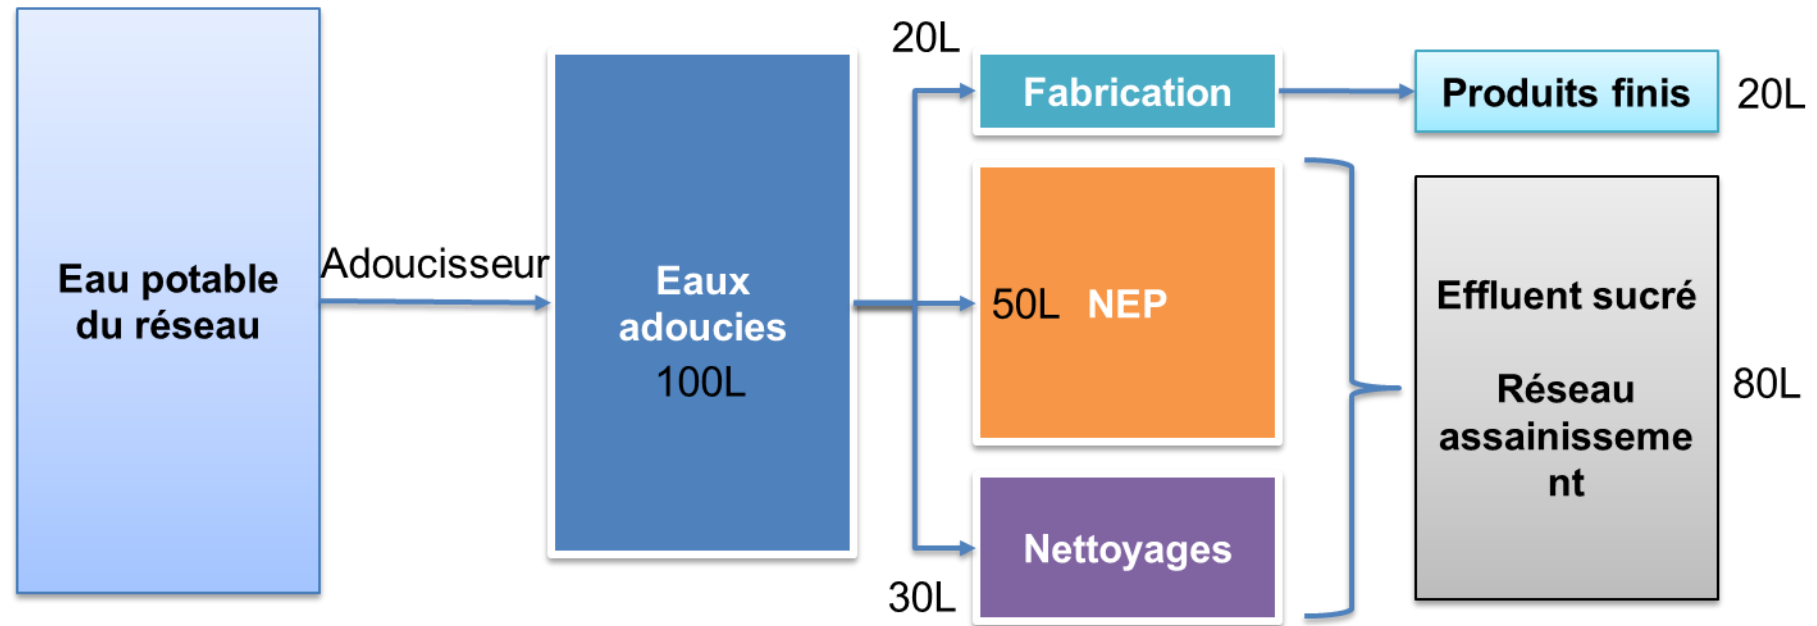 Eau potable
du réseau
Adoucisseur
Eaux
adoucies
100L
20L
Fabrication
Produits finis
20L
50L
NEP
30L
Nettoyages
Effluent sucré
Réseau
assainisseme
nt
80L